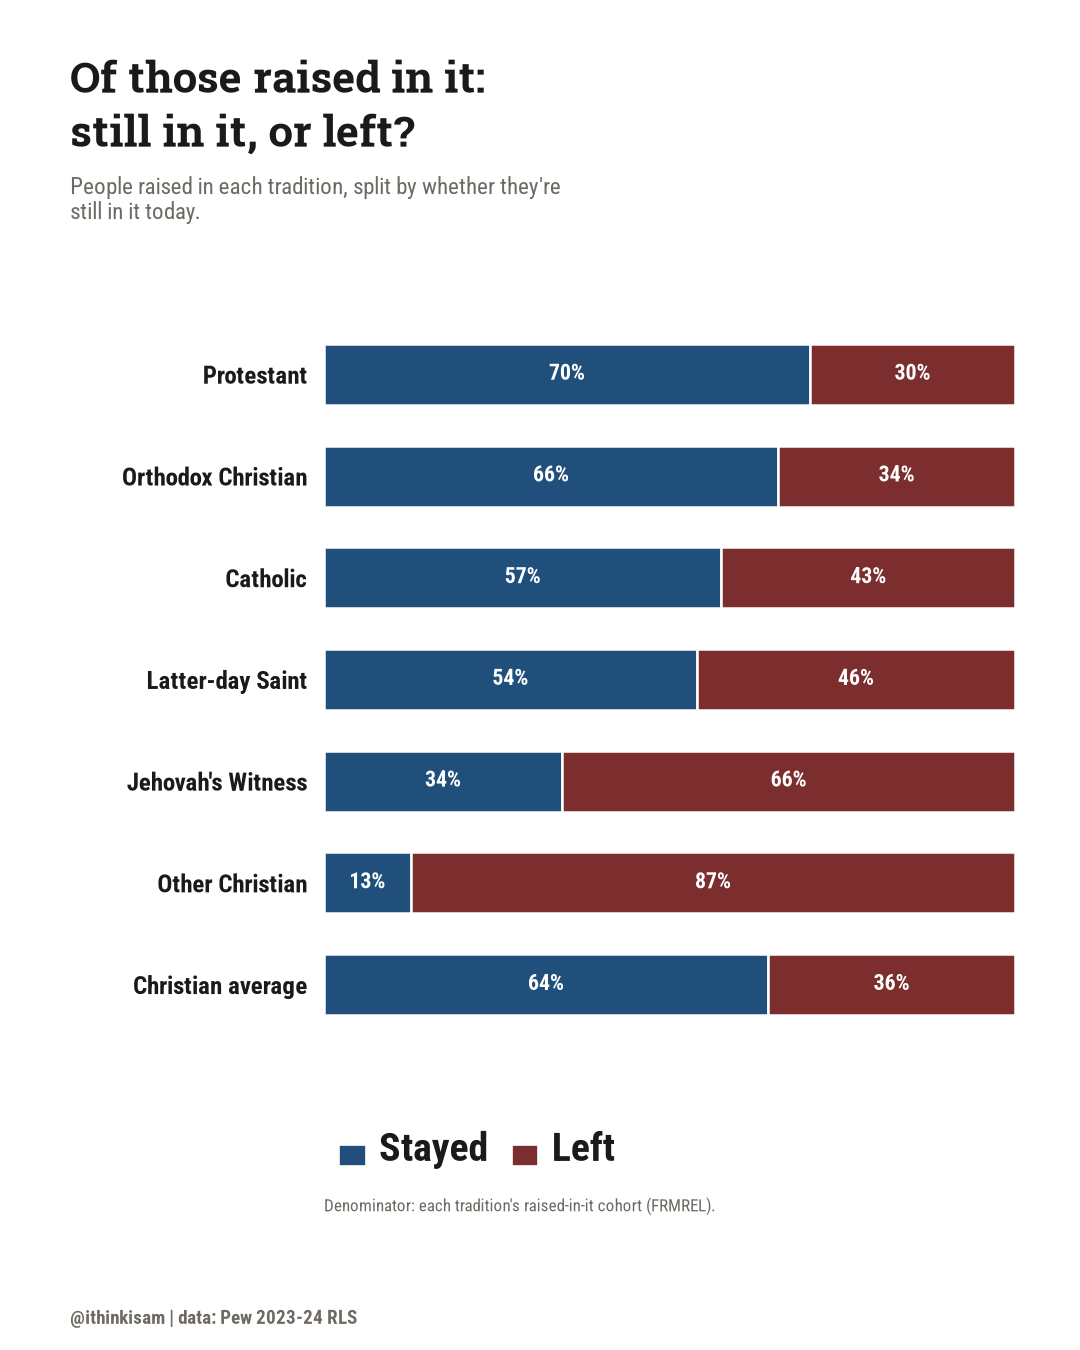 Of those raised in it:
still in it, or left?
People raised in each tradition, split by whether they're
still in it today.
Protestant 70% 30%
Orthodox Christian 66% 34%
Catholic 57% 43%
Latter-day Saint 54% 46%
Jehovah's Witness 34% 66%
Other Christian 13% 87%
Christian average 64% 36%
Stayed Left
Denominator: each tradition's raised-in-it cohort (FRMREL).
@ithinkisam | data: Pew 2023-24 RLS